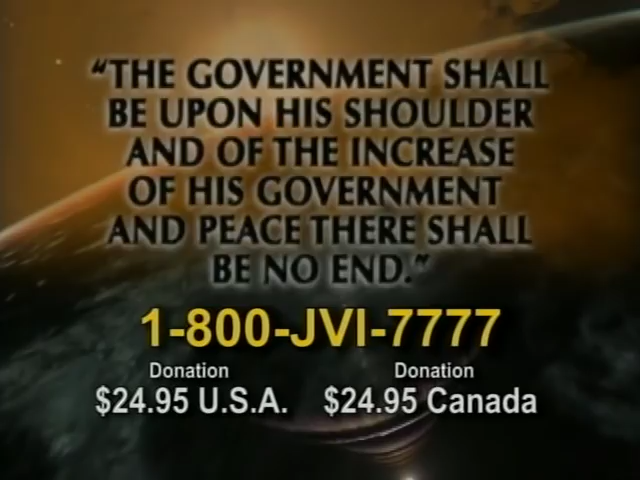 “THE GOVERNMENT SHALL
BE UPON HIS SHOULDER
AND OF THE INCREASE
OF HIS GOVERNMENT
AND PEACE THERE SHALL
BE NO END.”
1-800-JVI-7777
Donation Donation
$24.95 U.S.A. $24.95 Canada